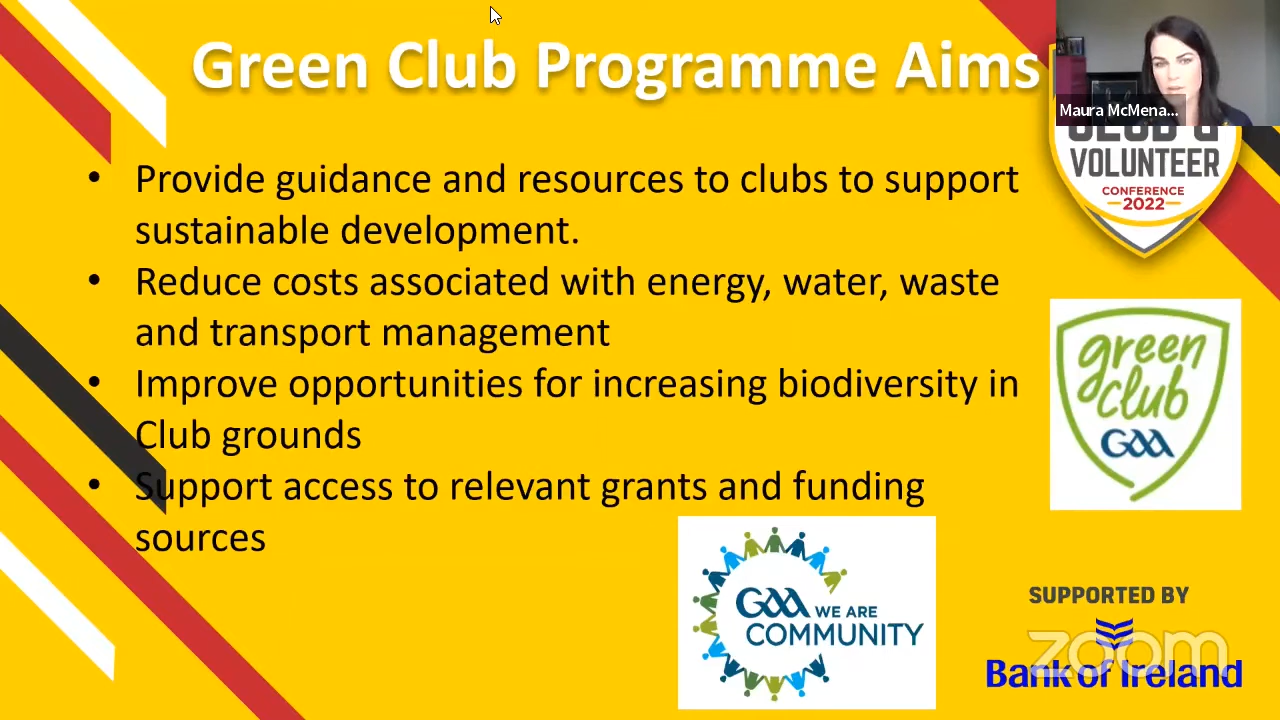 Green Club Programme Aims
Maura McMena...
CLUB &
VOLUNTEER
CONFERENCE
2022
• Provide guidance and resources to clubs to support
sustainable development.
• Reduce costs associated with energy, water, waste
and transport management
• Improve opportunities for increasing biodiversity in
Club grounds
• Support access to relevant grants and funding
sources
green
club
GAA
GAA WE ARE
COMMUNITY
SUPPORTED BY
zoom
Bank of Ireland